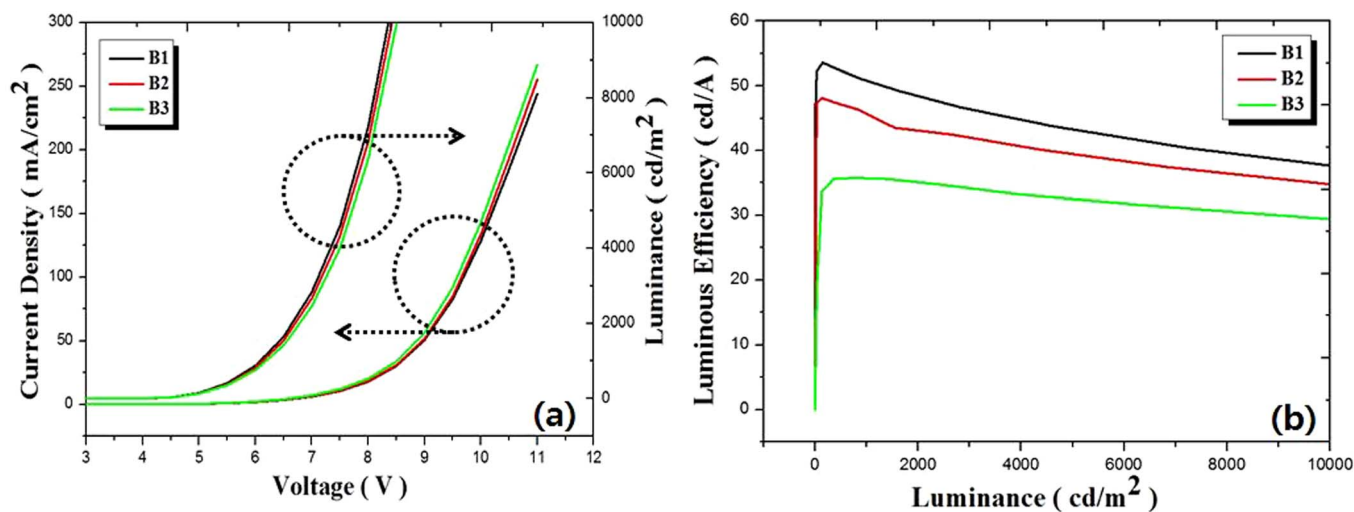 300
250
200
150
100
50
0
Current Density ( mA/cm²)
B1
B2
B3
10000
8000
6000
4000
2000
0
Luminance ( cd/m²)
(a)
3 4 5 6 7 8 9 10 11 12
Voltage ( V )
60
50
40
30
20
10
0
Luminous Efficiency ( cd/A)
B1
B2
B3
(b)
0 2000 4000 6000 8000 10000
Luminance ( cd/m²)